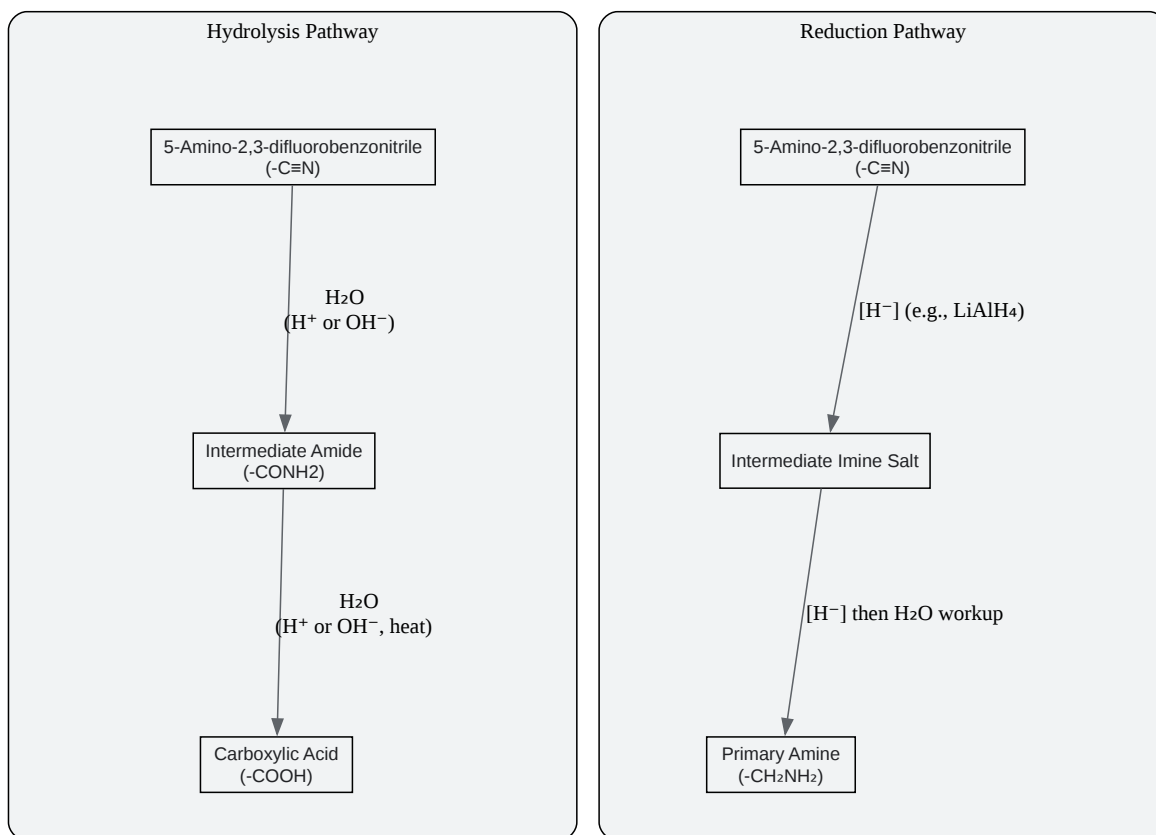 Hydrolysis Pathway
5-Amino-2,3-difluorobenzonitrile
(-C≡N)
H₂O
(H⁺ or OH⁻)
Intermediate Amide
(-CONH2)
H₂O
(H⁺ or OH⁻, heat)
Carboxylic Acid
(-COOH)
Reduction Pathway
5-Amino-2,3-difluorobenzonitrile
(-C≡N)
[H⁻] (e.g., LiAlH₄)
Intermediate Imine Salt
[H⁻] then H₂O workup
Primary Amine
(-CH₂NH₂)